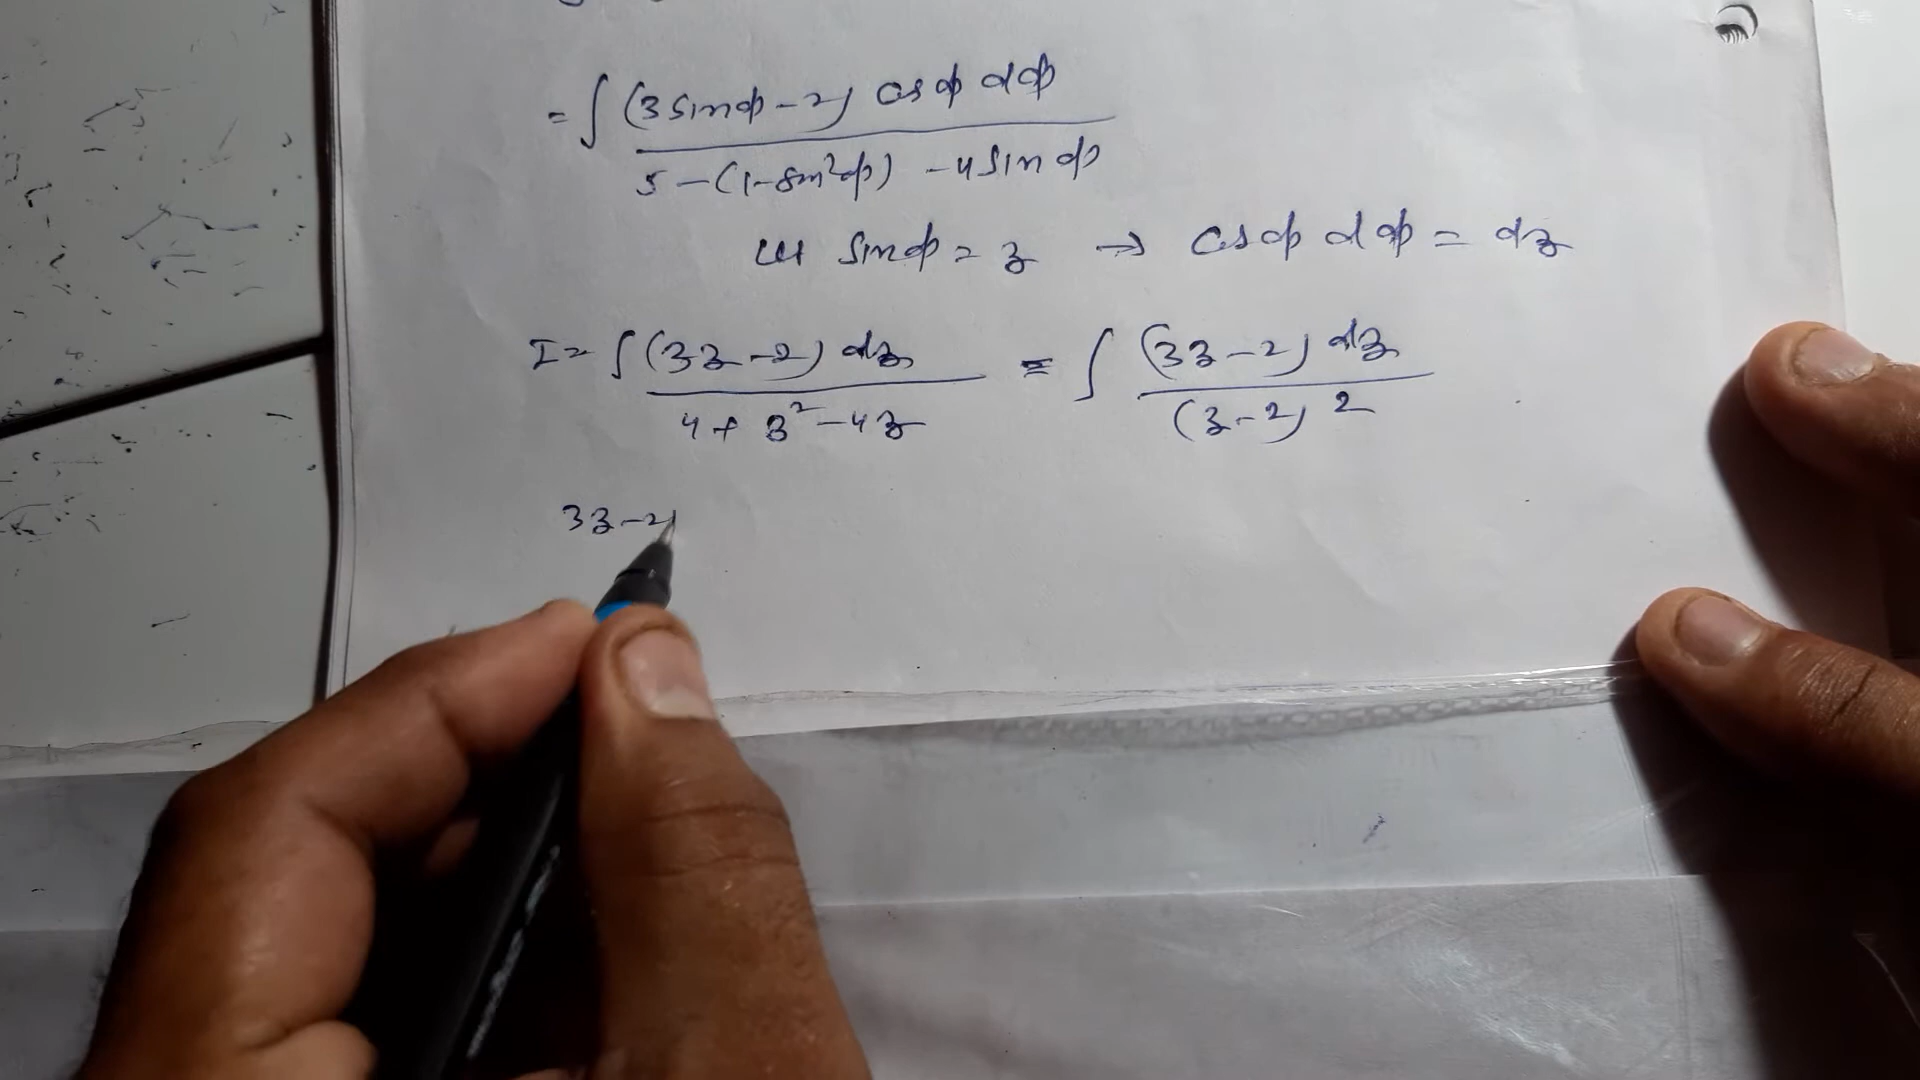 = ∫ (3 sinφ - 2) cosφ dφ / 5 - (1 - sin²φ) - 4 sinφ
let sinφ = z → cosφ dφ = dz
I = ∫ (3z - 2) dz / 4 + z² - 4z = ∫ (3z - 2) dz / (z - 2)²
3z - 2